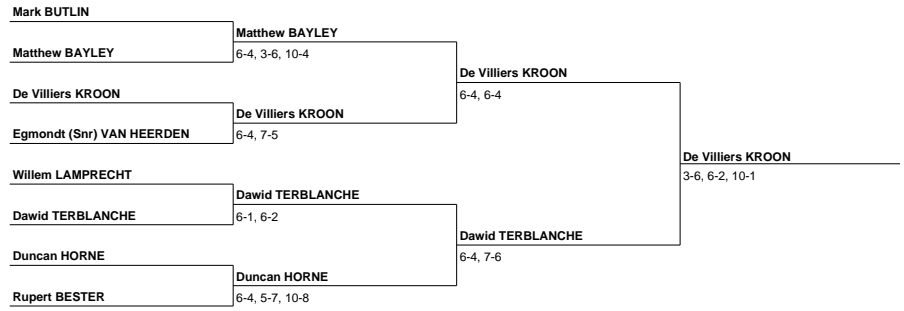 Mark BUTLIN
Matthew BAYLEY
Matthew BAYLEY
6-4, 3-6, 10-4
De Villiers KROON
De Villiers KROON
6-4, 6-4
Egmondt (Snr) VAN HEERDEN
De Villiers KROON
6-4, 7-5
De Villiers KROON
3-6, 6-2, 10-1
Willem LAMPRECHT
Dawid TERBLANCHE
Dawid TERBLANCHE
6-1, 6-2
Duncan HORNE
Dawid TERBLANCHE
6-4, 7-6
Rupert BESTER
Duncan HORNE
6-4, 5-7, 10-8